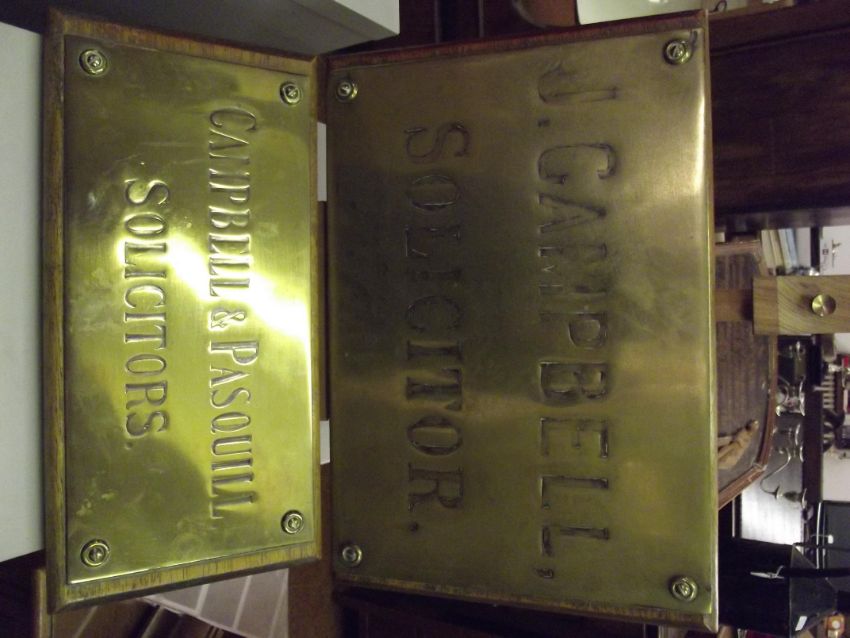 J. CAMPBELL,
SOLICITOR.
CAMPBELL & PASQUILL
SOLICITORS.